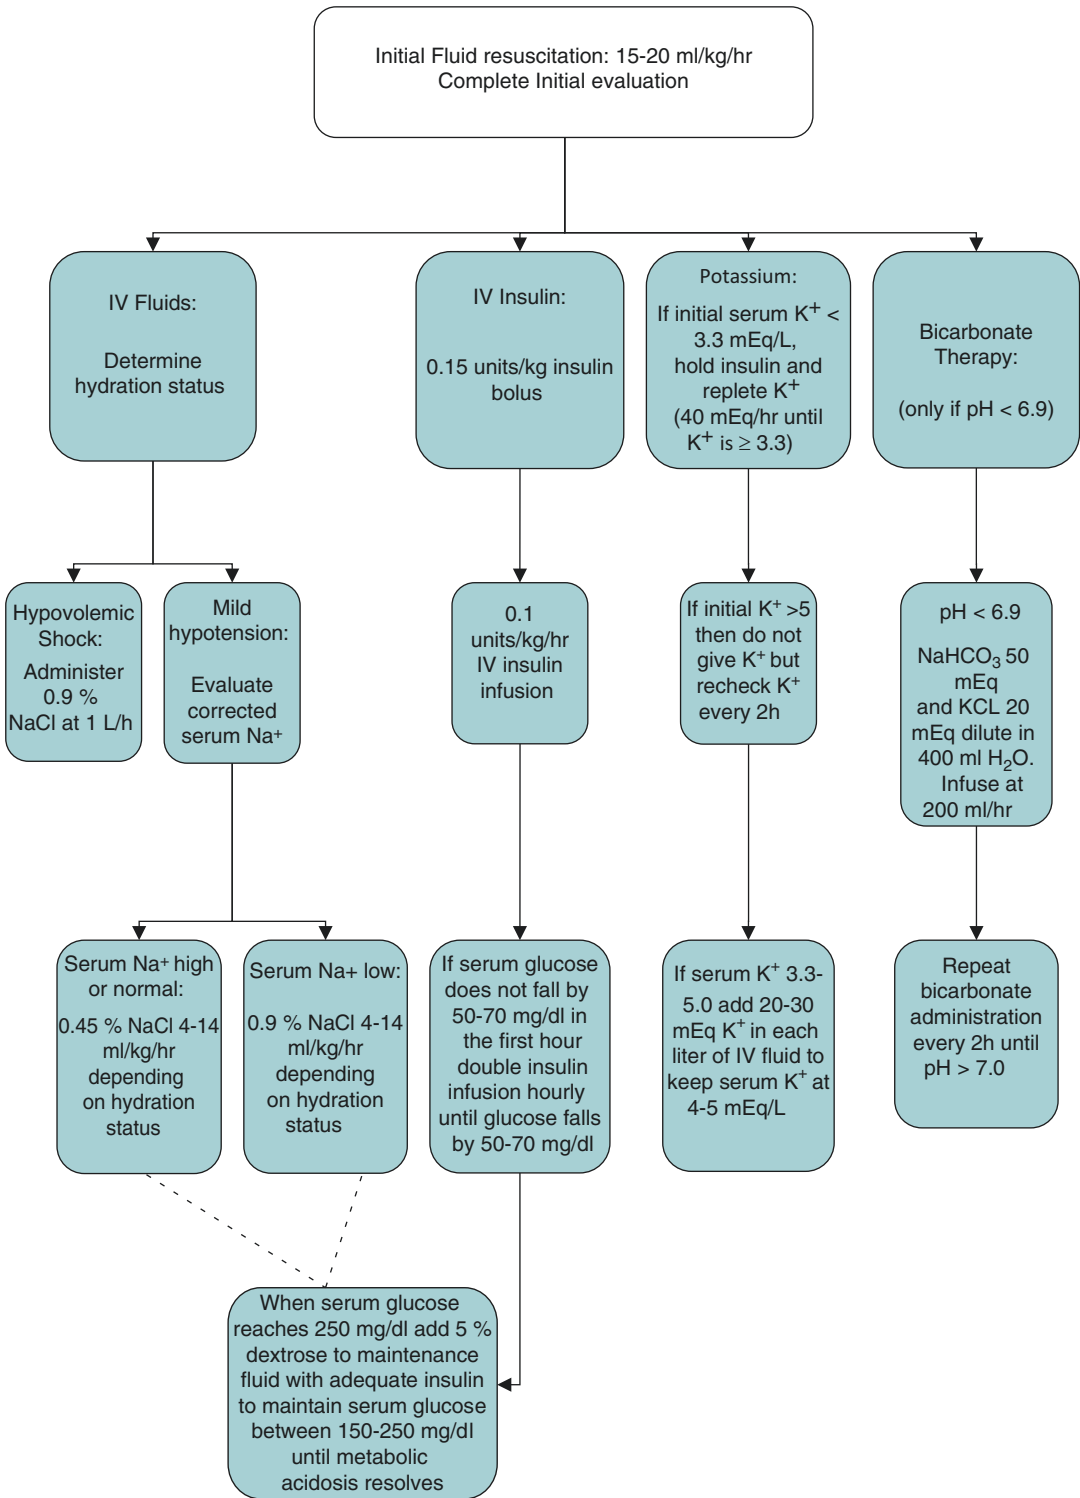 Initial Fluid resuscitation: 15-20 ml/kg/hr
Complete Initial evaluation
IV Fluids:
Determine
hydration status
IV Insulin:
0.15 units/kg insulin
bolus
Potassium:
If initial serum K⁺ <
3.3 mEq/L,
hold insulin and
replete K⁺
(40 mEq/hr until
K⁺ is ≥ 3.3)
Bicarbonate
Therapy:
(only if pH < 6.9)
Hypovolemic
Shock:
Administer
0.9 %
NaCl at 1 L/h
Mild
hypotension:
Evaluate
corrected
serum Na⁺
0.1
units/kg/hr
IV insulin
infusion
If initial K⁺ >5
then do not
give K⁺ but
recheck K⁺
every 2h
pH < 6.9
NaHCO₃ 50
mEq
and KCL 20
mEq dilute in
400 ml H₂O.
Infuse at
200 ml/hr
Serum Na⁺ high
or normal:
0.45 % NaCl 4-14
ml/kg/hr
depending
on hydration
status
Serum Na+ low:
0.9 % NaCl 4-14
ml/kg/hr
depending
on hydration
status
If serum glucose
does not fall by
50-70 mg/dl in
the first hour
double insulin
infusion hourly
until glucose falls
by 50-70 mg/dl
If serum K⁺ 3.3-
5.0 add 20-30
mEq K⁺ in each
liter of IV fluid to
keep serum K⁺ at
4-5 mEq/L
Repeat
bicarbonate
administration
every 2h until
pH > 7.0
When serum glucose
reaches 250 mg/dl add 5 %
dextrose to maintenance
fluid with adequate insulin
to maintain serum glucose
between 150-250 mg/dl
until metabolic
acidosis resolves